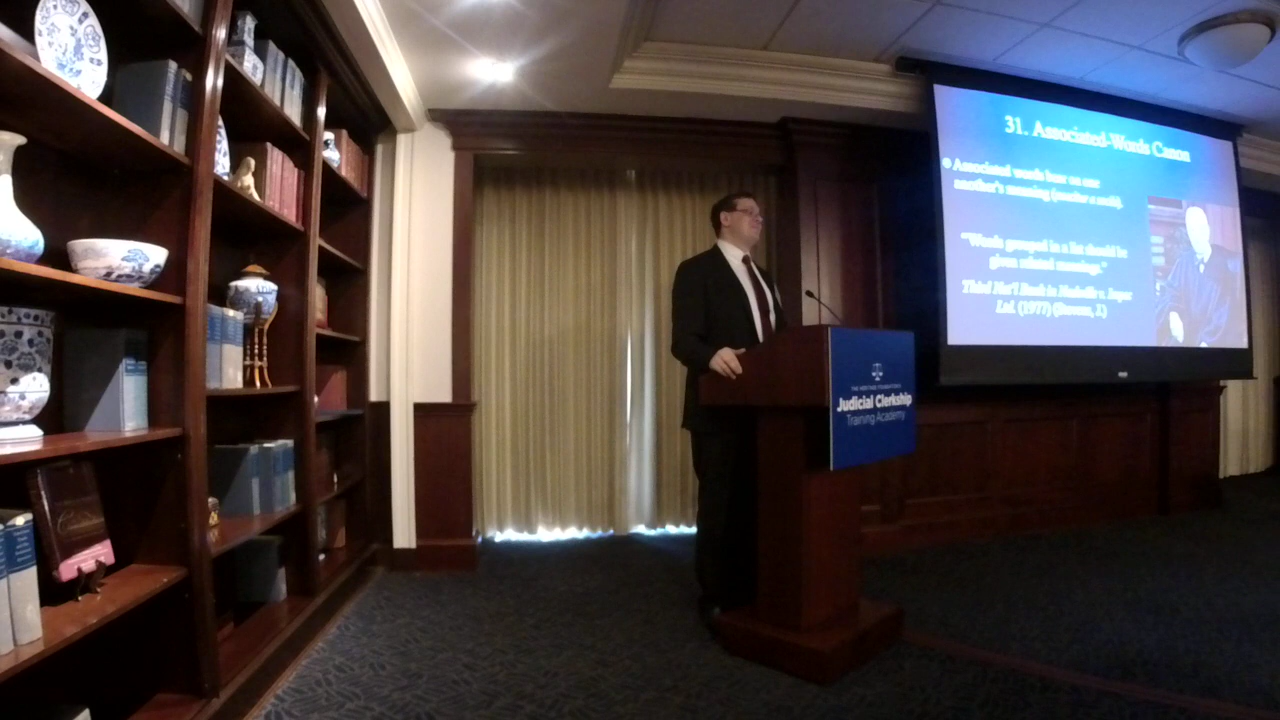 31. Associated-Words Canon
Associated words bear on one
another's meaning (noscitur a sociis).
"Words grouped in a list should be
given related meanings."
Third Nat'l Bank in Nashville v. Impac
Ltd. (1977) (Stevens, J.)
THE HERITAGE FOUNDATION'S
Judicial Clerkship
Training Academy